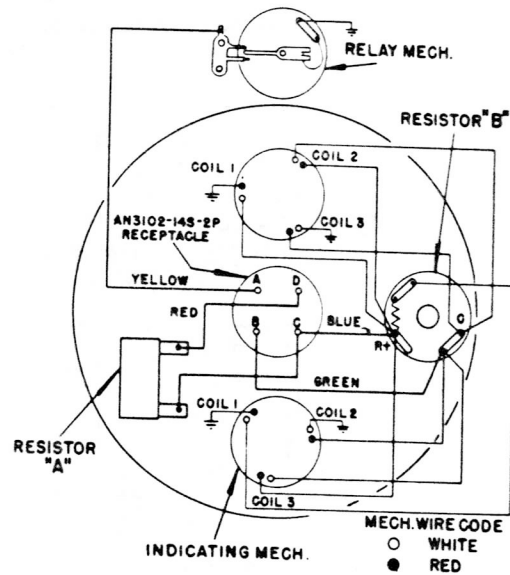 RELAY MECH.
RESISTOR "B"
COIL 1
COIL 2
COIL 3
AN3102-14S-2P
RECEPTACLE
YELLOW
A
D
RED
B
C
BLUE
R+
G
GREEN
COIL 1
COIL 2
RESISTOR
"A"
COIL 3
INDICATING MECH.
MECH. WIRE CODE
WHITE
RED